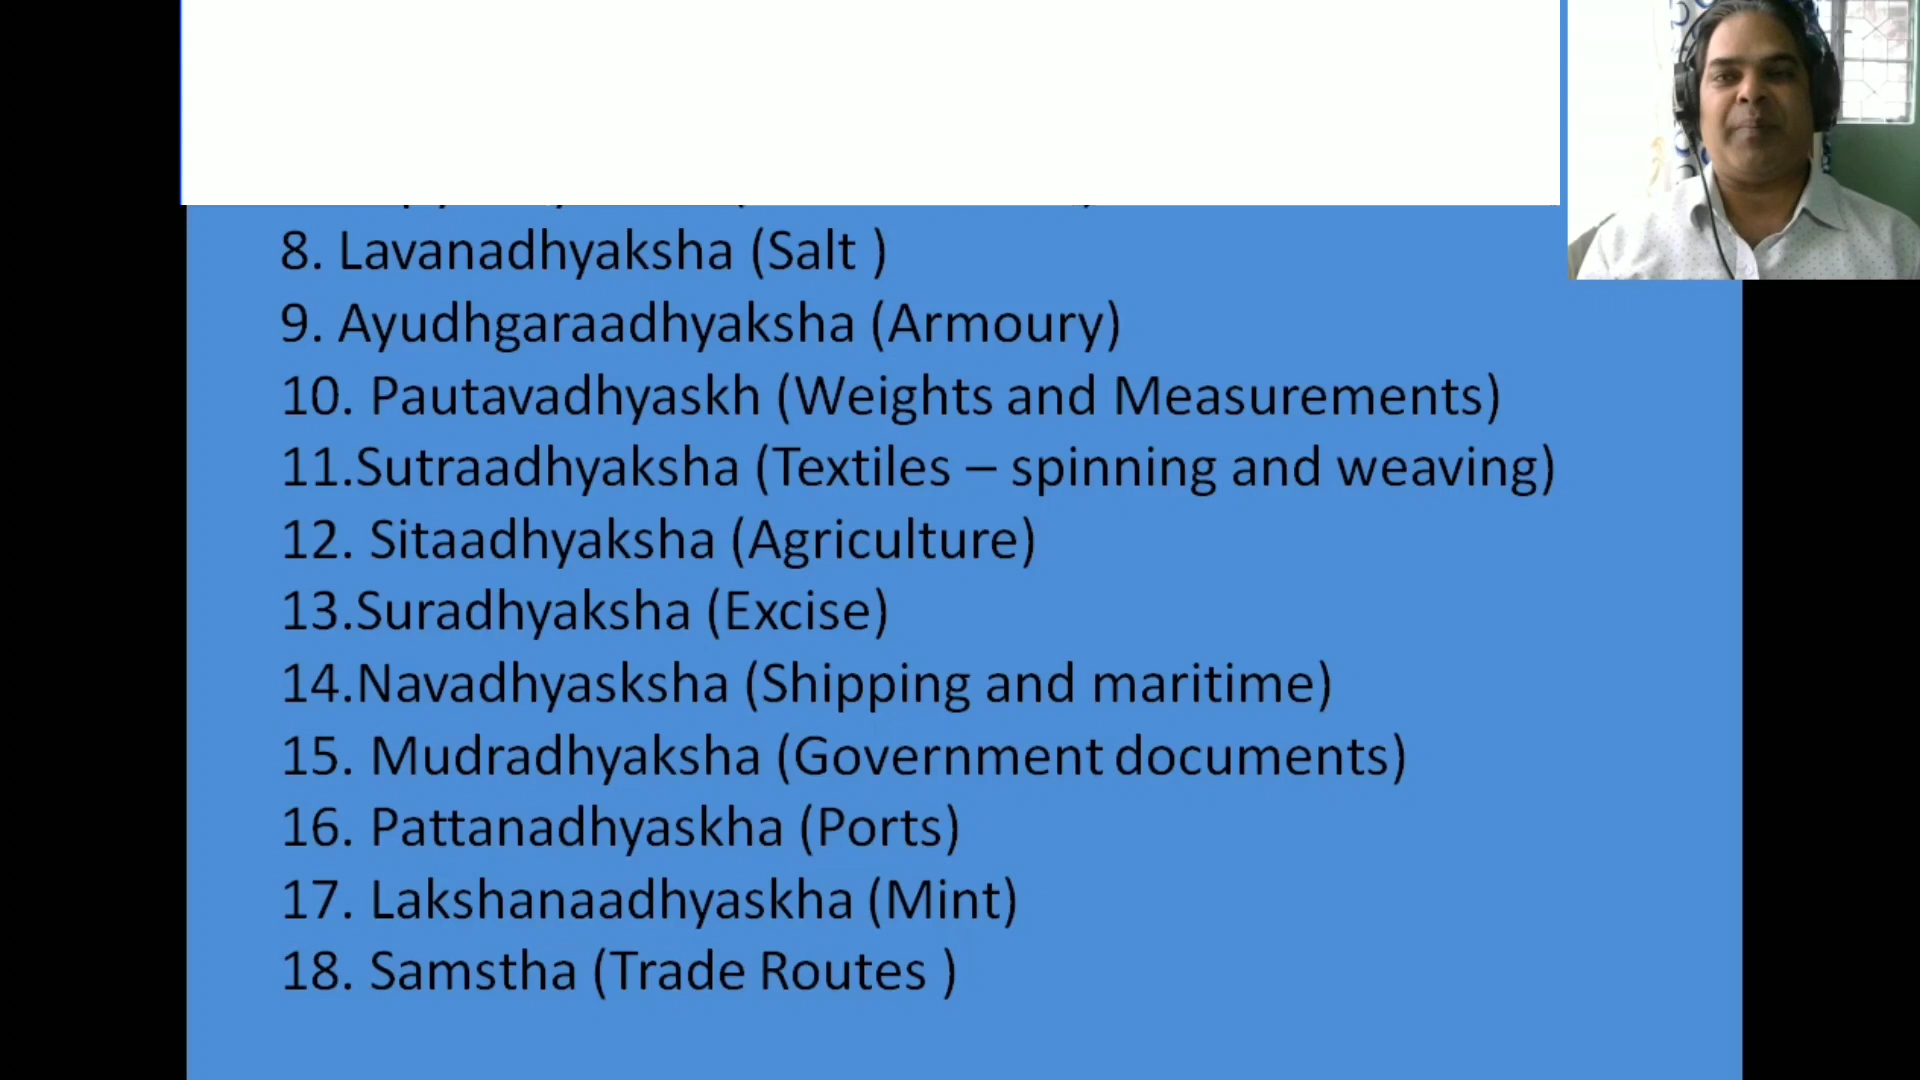 8. Lavanadhyaksha (Salt )
9. Ayudhgaraadhyaksha (Armoury)
10. Pautavadhyaskh (Weights and Measurements)
11.Sutraadhyaksha (Textiles – spinning and weaving)
12. Sitaadhyaksha (Agriculture)
13.Suradhyaksha (Excise)
14.Navadhyasksha (Shipping and maritime)
15. Mudradhyaksha (Government documents)
16. Pattanadhyaskha (Ports)
17. Lakshanaadhyaskha (Mint)
18. Samstha (Trade Routes )